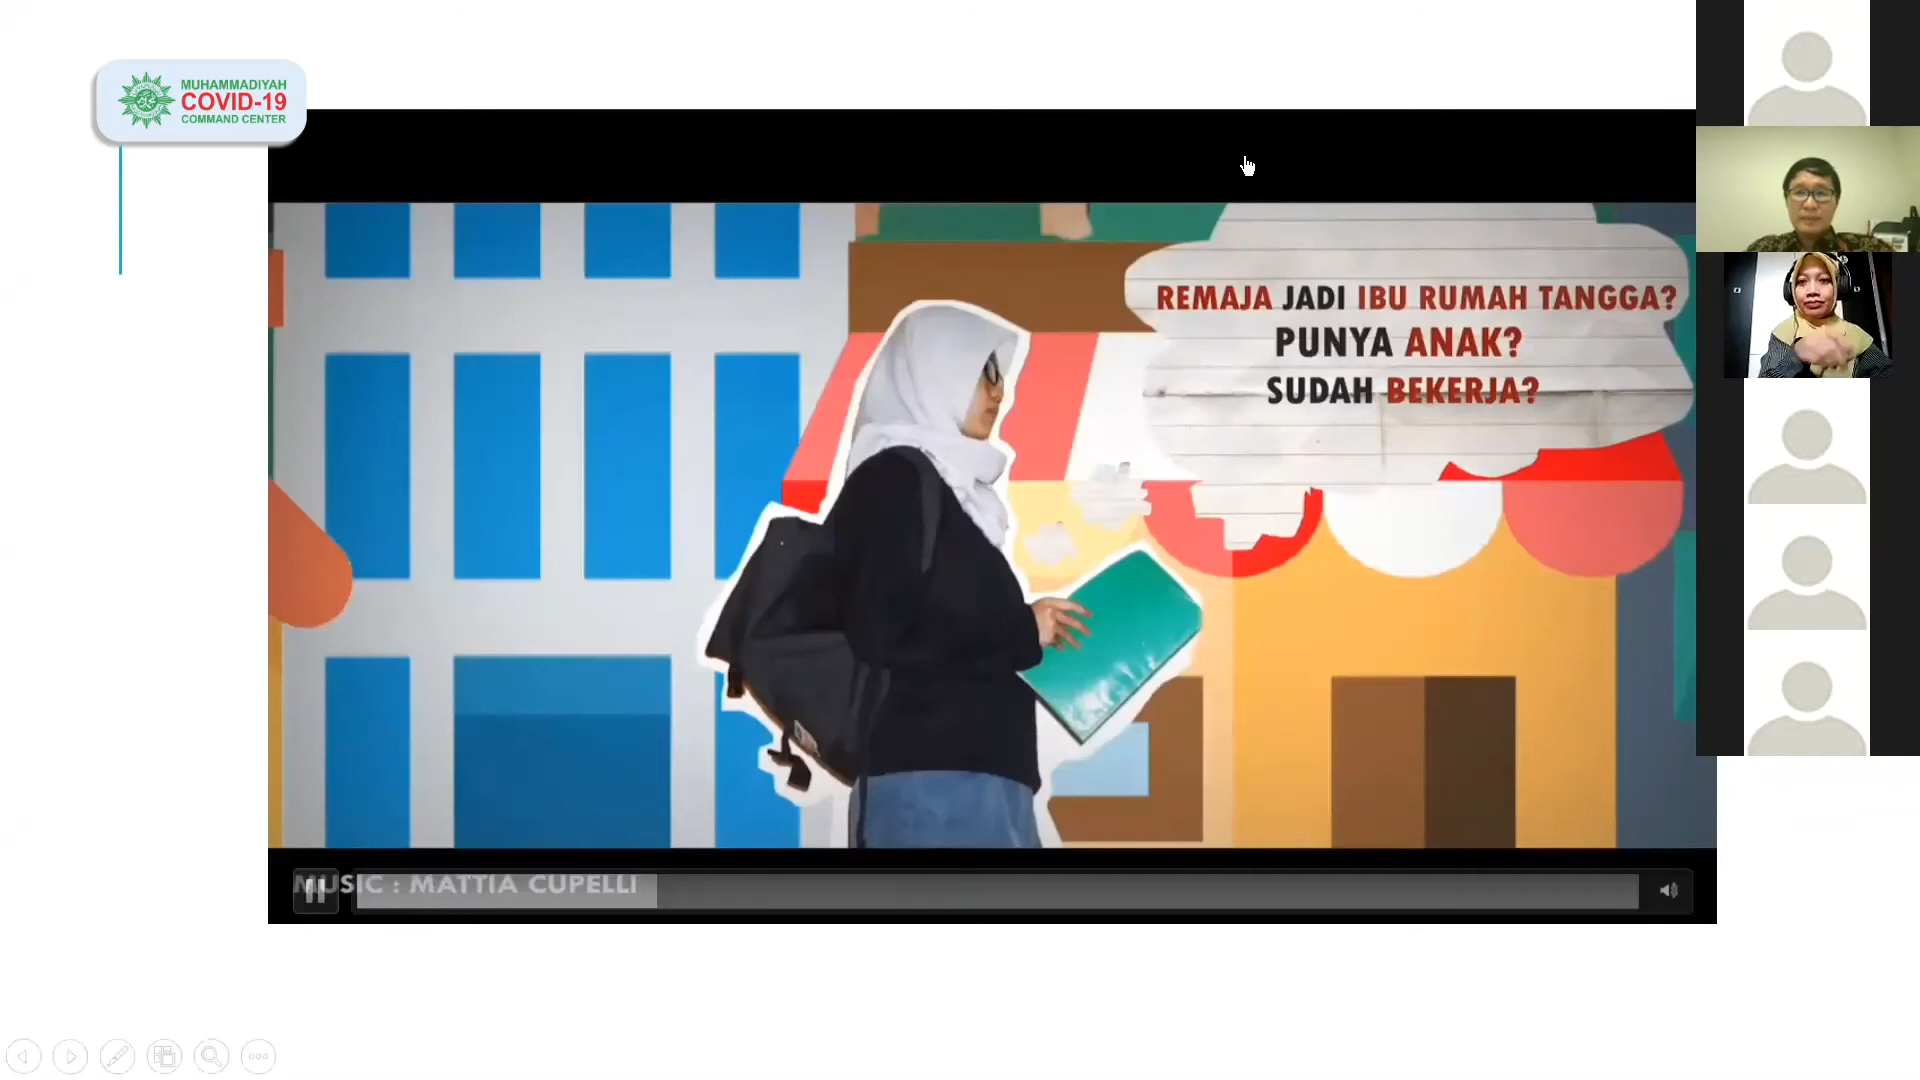 MUHAMMADIYAH
COVID-19
COMMAND CENTER
REMAJA JADI IBU RUMAH TANGGA?
PUNYA ANAK?
SUDAH BEKERJA?
MUSIC : MATTIA CUPELLI